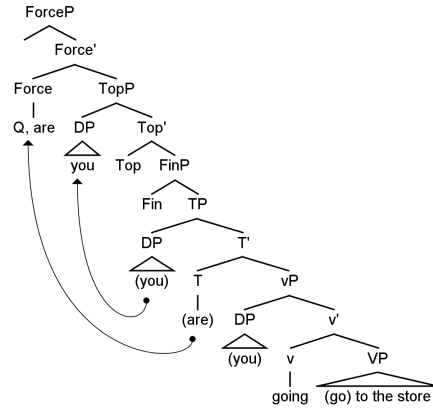 ForceP
Force'
Force TopP
Q, are DP Top'
you Top FinP
Fin TP
DP T'
(you) T vP
(are) DP v'
(you) v VP
going (go) to the store